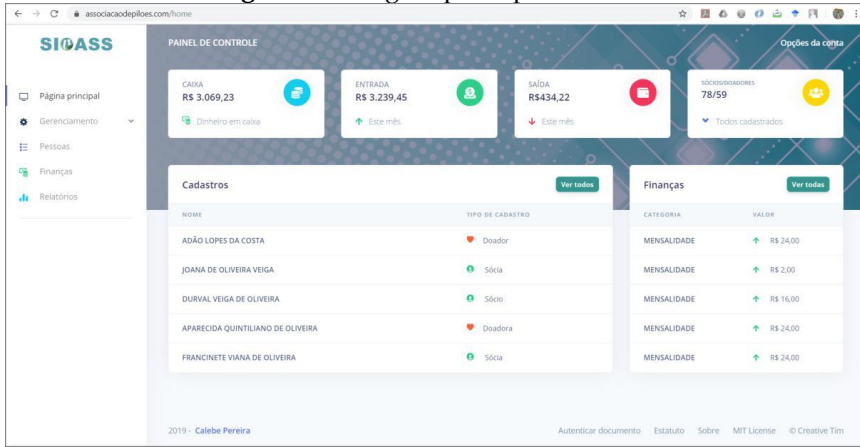 associacaodepiloes.com/home
SIGASS
PAINEL DE CONTROLE
Opções da conta
Página principal
Gerenciamento
Pessoas
Finanças
Relatórios
CAIXA
R$ 3.069,23
Dinheiro em caixa
ENTRADA
R$ 3.239,45
Este mês
SAÍDA
R$434,22
Este mês
SÓCIOS/DOADORES
78/59
Todos cadastrados
Cadastros
Ver todos
NOME TIPO DE CADASTRO
ADÃO LOPES DA COSTA Doador
JOANA DE OLIVEIRA VEIGA Sócia
DURVAL VEIGA DE OLIVEIRA Sócio
APARECIDA QUINTILIANO DE OLIVEIRA Doadora
FRANCINETE VIANA DE OLIVEIRA Sócia
Finanças
Ver todas
CATEGORIA VALOR
MENSALIDADE R$ 24,00
MENSALIDADE R$ 2,00
MENSALIDADE R$ 16,00
MENSALIDADE R$ 24,00
MENSALIDADE R$ 24,00
2019 - Calebe Pereira
Autenticar documento Estatuto Sobre MIT License © Creative Tim